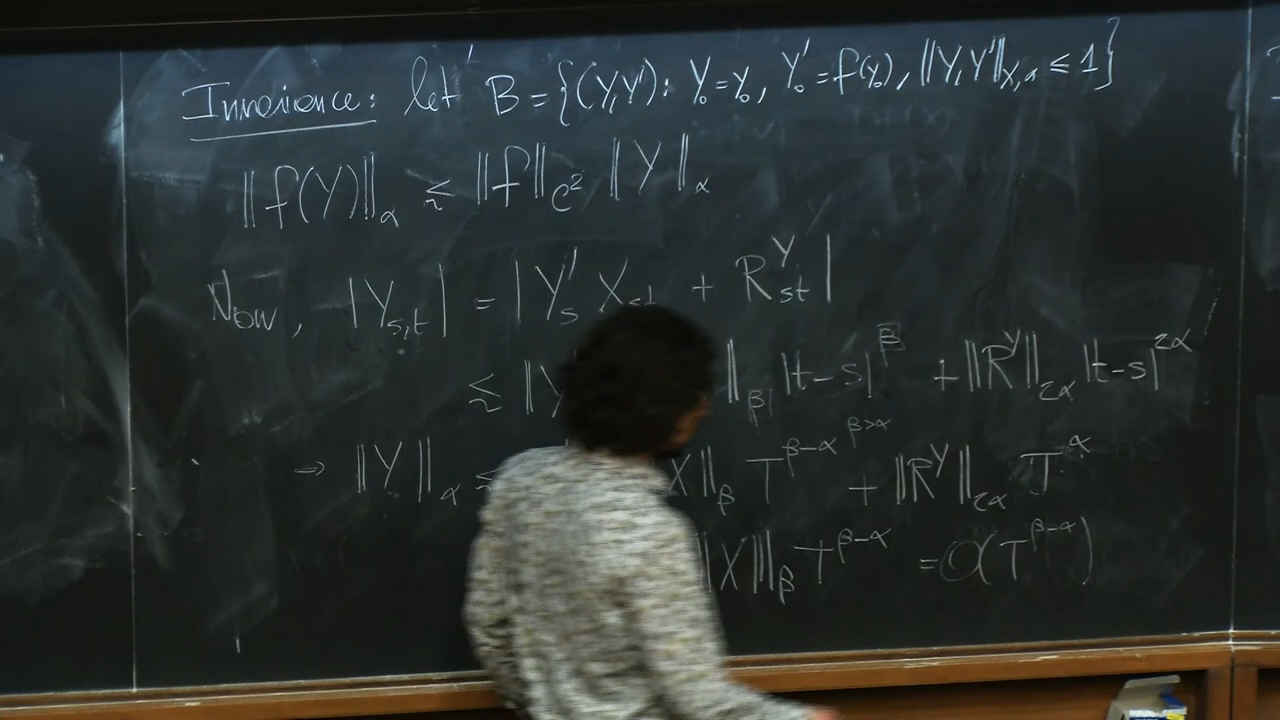 Invariance: let B = {(Y,Y'): Y₀=y₀, Y'₀=f(y₀), ‖Y,Y'‖_{X,α} ≤ 1}
‖f(Y)‖_α ≲ ‖f‖_{C²} ‖Y‖_α
Now, |Y_{s,t}| = |Y'_s X_{st} + R^Y_{st}|
≲ ‖Y ‖_β |t-s|^β + ‖R^Y‖_{2α} |t-s|^{2α}
⇒ ‖Y‖_α ≲ X‖_β T^{β-α} β>α + ‖R^Y‖_{2α} T^α
‖X‖_β T^{β-α} = O(T^{β-α})